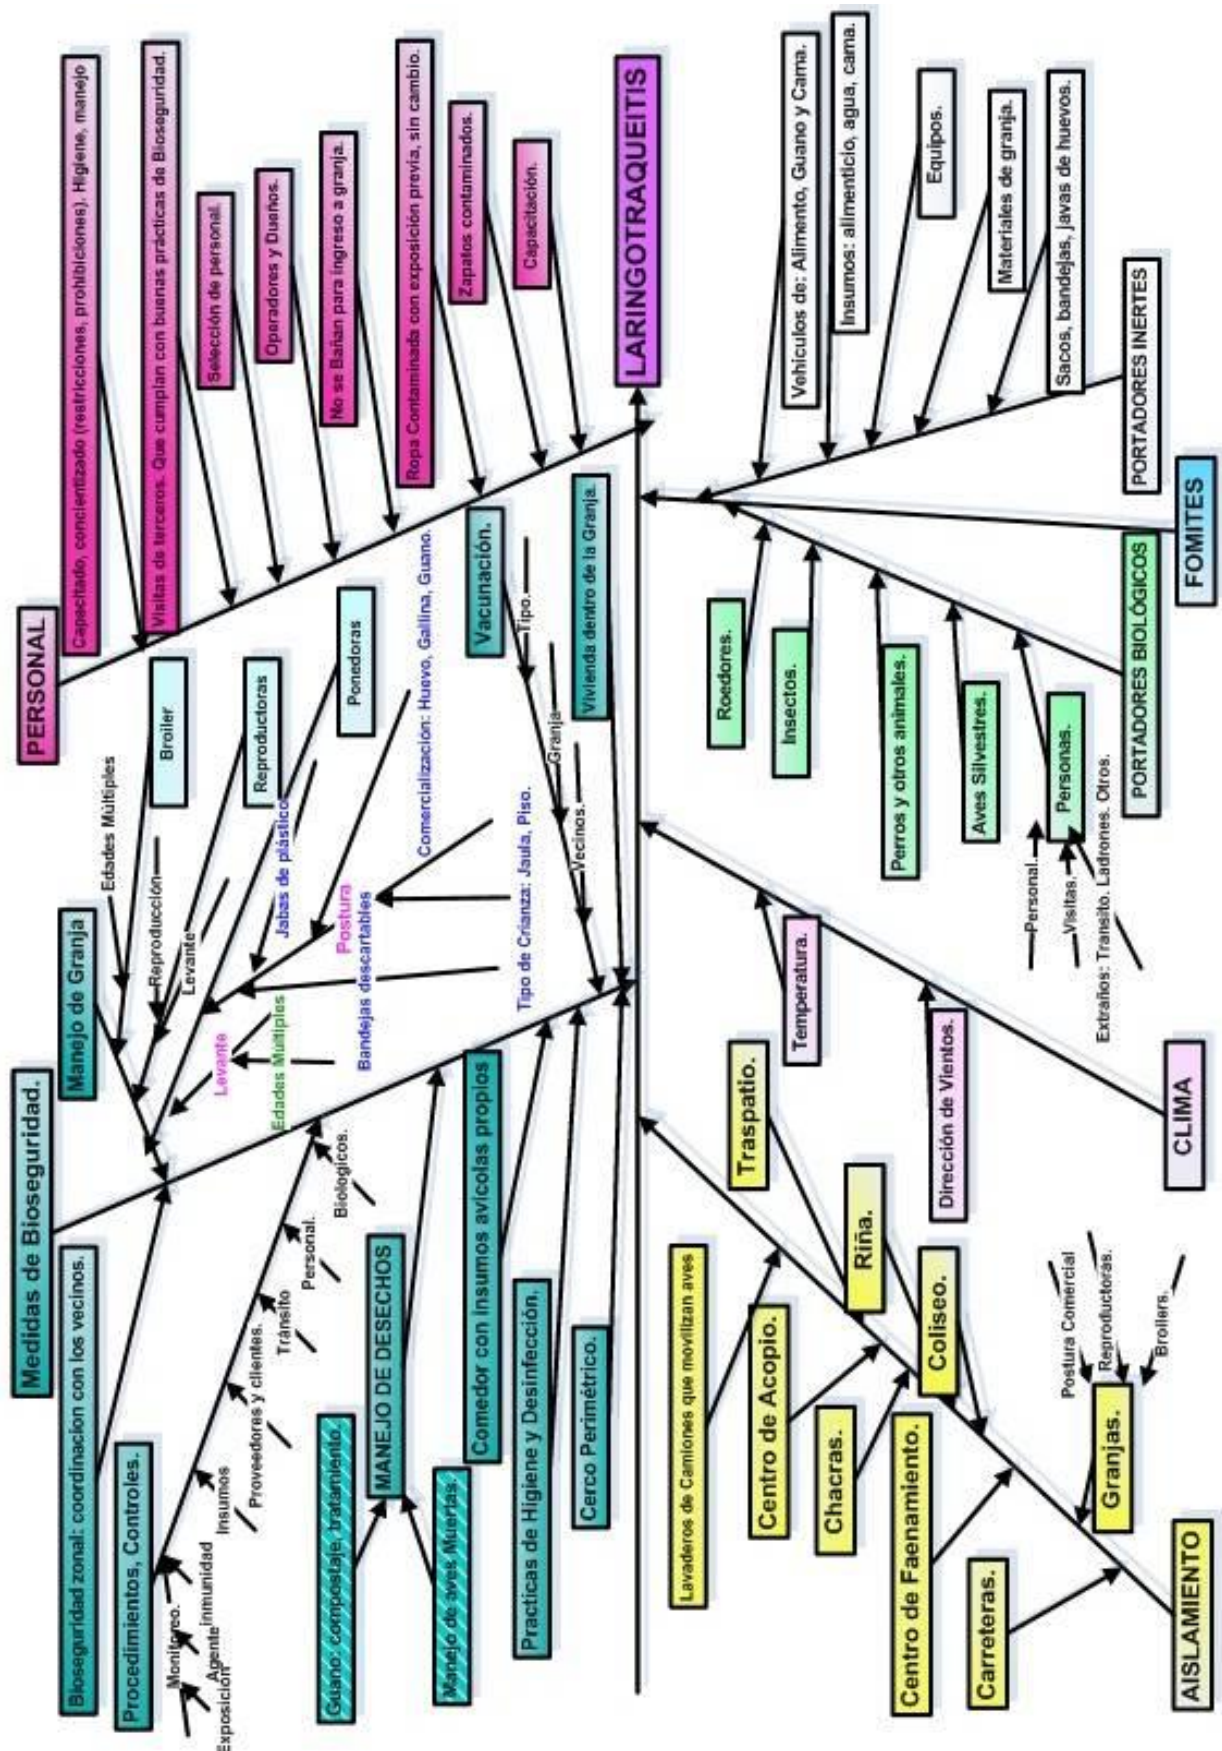 Medidas de Bioseguridad.
PERSONAL
Bioseguridad zonal: coordinacion con los vecinos.
Manejo de Granja
Capacitado, concientizado (restricciones, prohibiciones). Higiene, manejo
Procedimientos, Controles.
Edades Múltiples
Broiler
Visitas de terceros. Que cumplan con buenas prácticas de Bioseguridad.
Monitoreo.
Agente
inmunidad
Exposición
Insumos
Proveedores y clientes.
Tránsito
Personal.
Biologicos.
Reproducción
Levante
Reproductoras
Selección de personal.
Levante
Edades Múltiples
Jabas de plástico
Operadores y Dueños.
Guano: compostaje, tratamiento.
Bandejas descartables
Postura
Ponedoras
No se Bañan para ingreso a granja.
MANEJO DE DESECHOS
Comercialización: Huevo, Gallina, Guano.
Ropa Contaminada con exposición previa, sin cambio.
Manejo de aves Muertas.
Comedor con insumos avicolas propios
Vacunación.
Zapatos contaminados.
Practicas de Higiene y Desinfección.
Tipo de Crianza: Jaula, Piso.
Tipo.
Granja
Vecinos.
Capacitación.
Cerco Perimétrico.
Vivienda dentro de la Granja.
LARINGOTRAQUEITIS
Lavaderos de Camiones que movilizan aves
Traspatio.
Temperatura.
Roedores.
Vehiculos de: Alimento, Guano y Cama.
Centro de Acopio.
Riña.
Insectos.
Insumos: alimenticio, agua, cama.
Chacras.
Coliseo.
Dirección de Vientos.
Perros y otros animales.
Equipos.
Centro de Faenamiento.
Aves Silvestres.
Materiales de granja.
Carreteras.
Granjas.
Postura Comercial
Reproductoras.
Broilers.
Personal.
Visitas.
Extraños: Transito. Ladrones. Otros.
Personas.
Sacos, bandejas, javas de huevos.
AISLAMIENTO
CLIMA
PORTADORES BIOLÓGICOS
PORTADORES INERTES
FOMITES